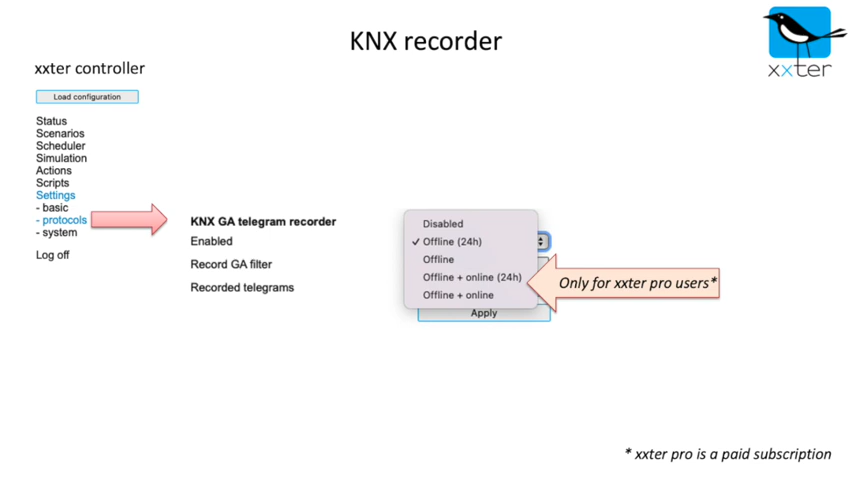 KNX recorder
xxter
xxter controller
Load configuration
Status
Scenarios
Scheduler
Simulation
Actions
Scripts
Settings
- basic
- protocols
- system
Log off
KNX GA telegram recorder
Enabled
Record GA filter
Recorded telegrams
Disabled
✓ Offline (24h)
Offline
Offline + online (24h)
Offline + online
Apply
Only for xxter pro users*
* xxter pro is a paid subscription